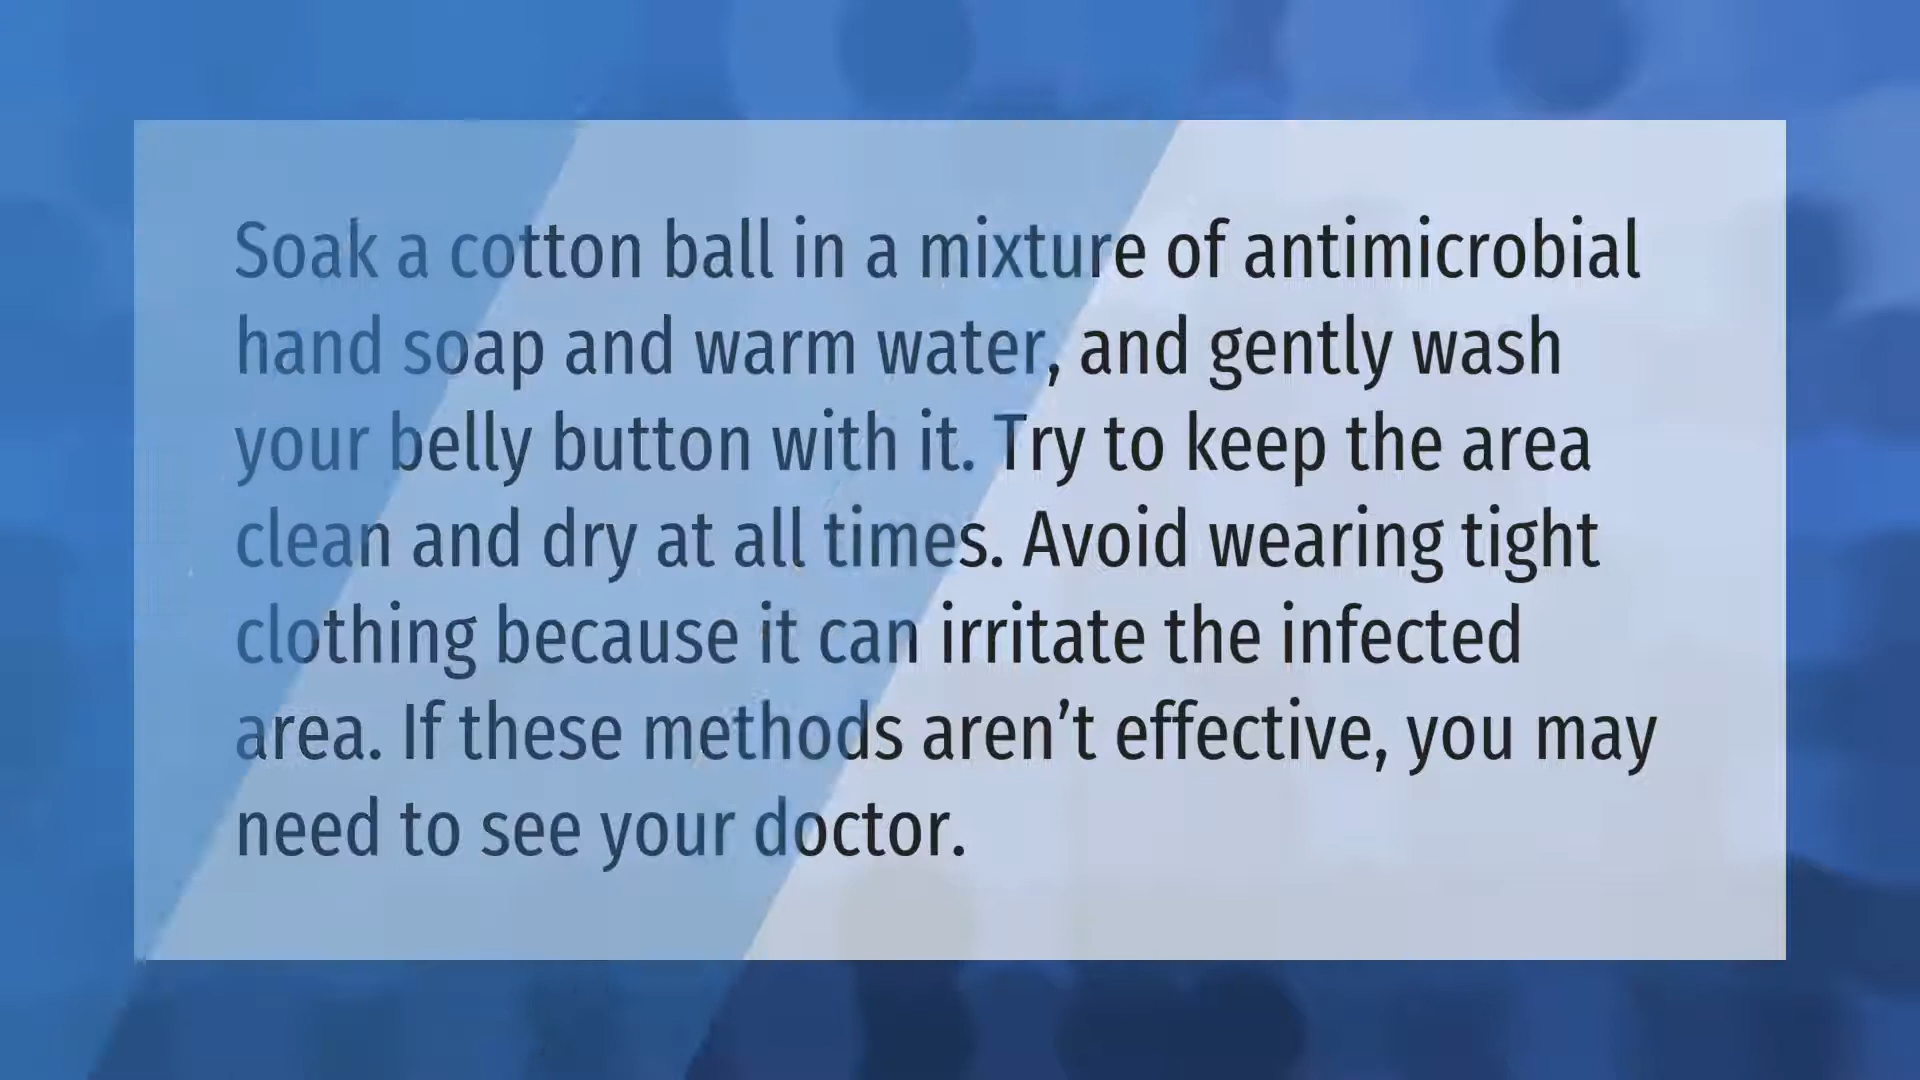 Soak a cotton ball in a mixture of antimicrobial
hand soap and warm water, and gently wash
your belly button with it. Try to keep the area
clean and dry at all times. Avoid wearing tight
clothing because it can irritate the infected
area. If these methods aren’t effective, you may
need to see your doctor.